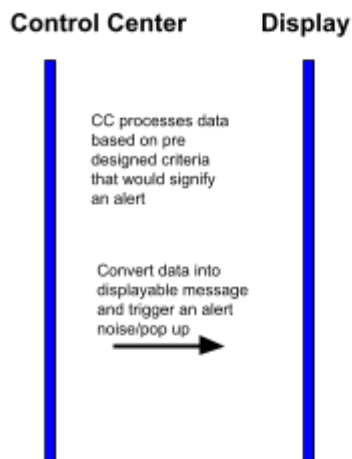 Control Center Display
CC processes data
based on pre
designed criteria
that would signify
an alert
Convert data into
displayable message
and trigger an alert
noise/pop up